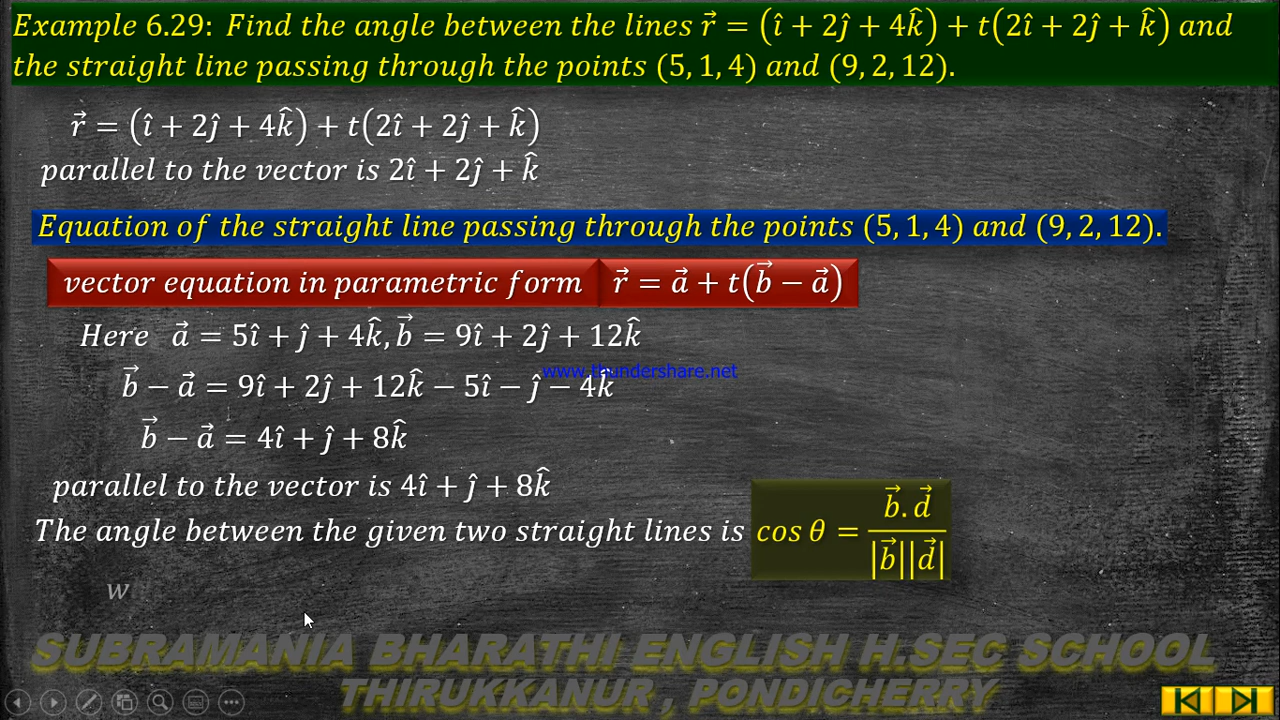 Example 6.29: Find the angle between the lines r⃗ = (î + 2ĵ + 4k̂) + t(2î + 2ĵ + k̂) and
the straight line passing through the points (5, 1, 4) and (9, 2, 12).
r⃗ = (î + 2ĵ + 4k̂) + t(2î + 2ĵ + k̂)
parallel to the vector is 2î + 2ĵ + k̂
Equation of the straight line passing through the points (5, 1, 4) and (9, 2, 12).
vector equation in parametric form r⃗ = a⃗ + t(b⃗ − a⃗)
Here a⃗ = 5î + ĵ + 4k̂, b⃗ = 9î + 2ĵ + 12k̂
www.thundershare.net
b⃗ − a⃗ = 9î + 2ĵ + 12k̂ − 5î − ĵ − 4k̂
b⃗ − a⃗ = 4î + ĵ + 8k̂
parallel to the vector is 4î + ĵ + 8k̂
The angle between the given two straight lines is cos θ = b⃗. d⃗ / |b⃗||d⃗|
w
SUBRAMANIA BHARATHI ENGLISH H.SEC SCHOOL
THIRUKKANUR , PONDICHERRY